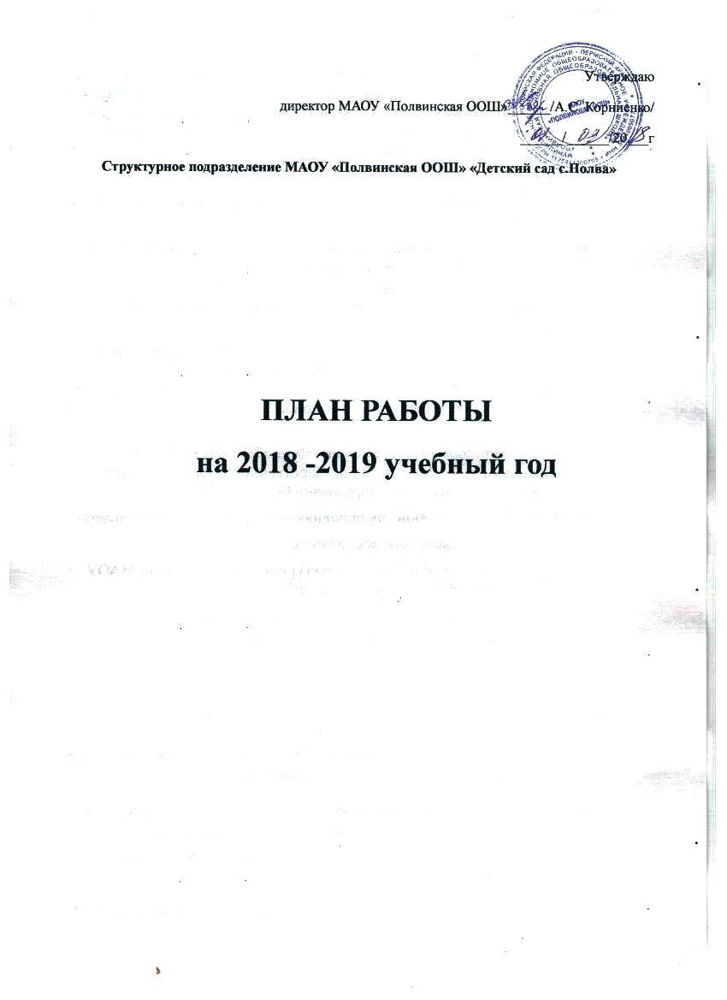 Утверждаю
директор МАОУ «Полвинская ООШ» /А.С. Корниенко/
/ /20 г
Структурное подразделение МАОУ «Полвинская ООШ» «Детский сад с.Нолва»
ПЛАН РАБОТЫ
на 2018 -2019 учебный год